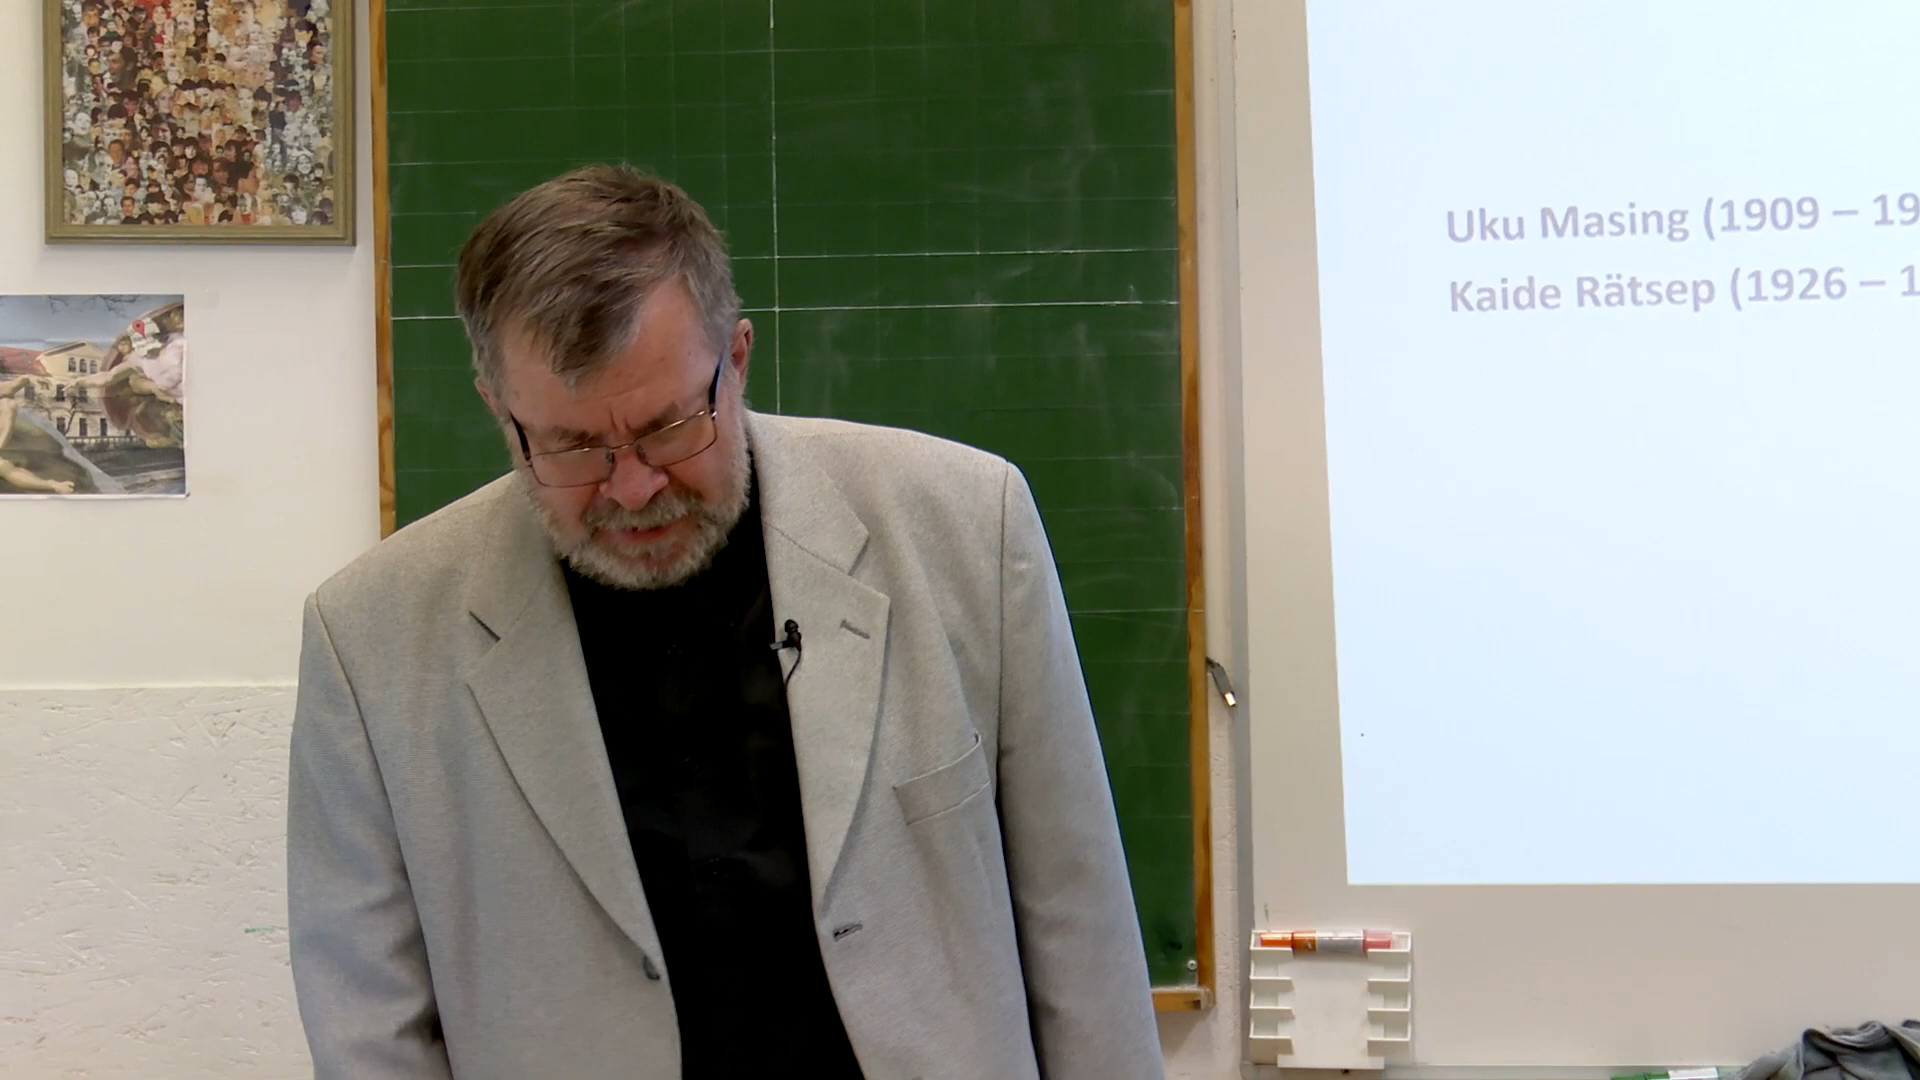 Uku Masing (1909 – 19
Kaide Rätsep (1926 – 1